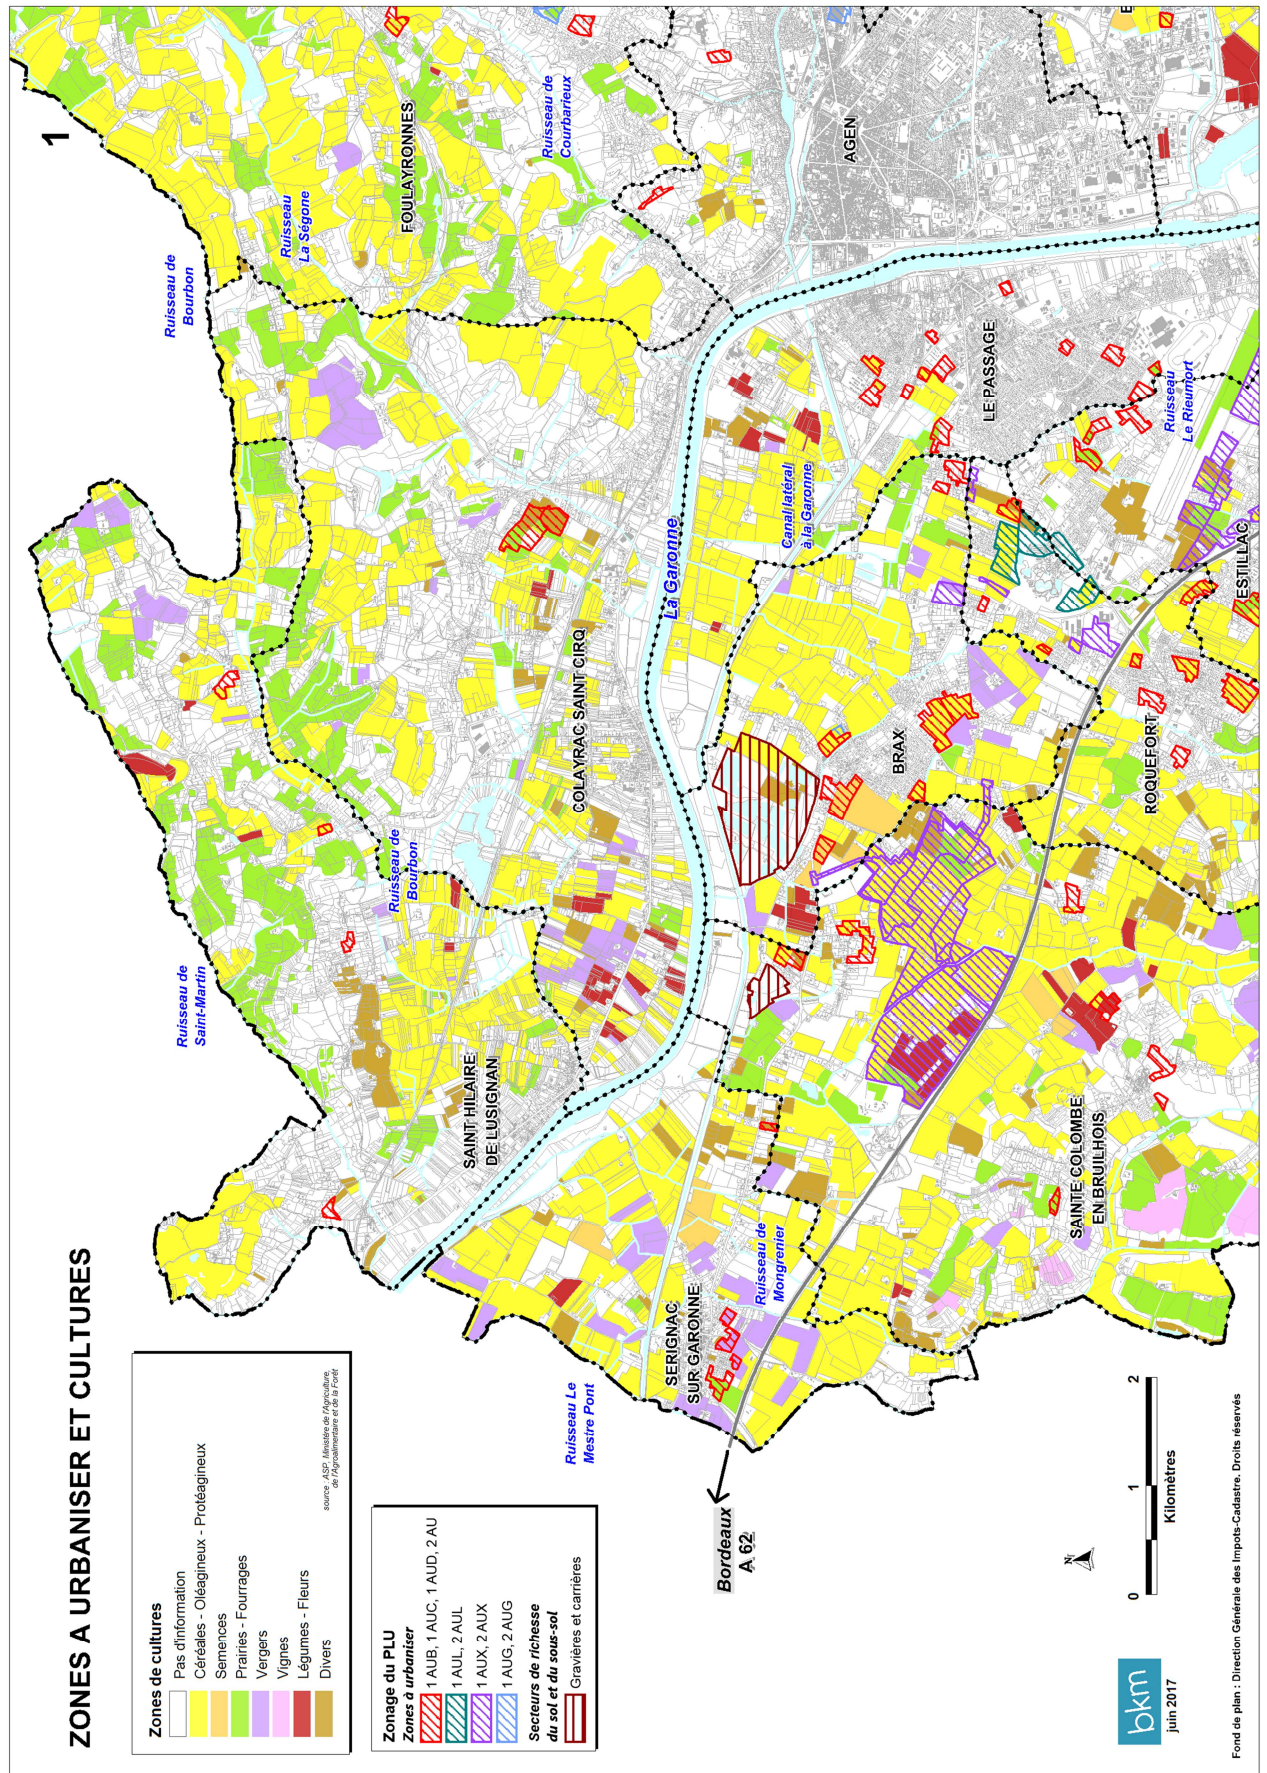 ZONES A URBANISER ET CULTURES
1
Zones de cultures
Pas d'information
Céréales - Oléagineux - Protéagineux
Semences
Prairies - Fourrages
Vergers
Vignes
Légumes - Fleurs
Divers
source : ASP, Ministère de l'Agriculture,
de l'Agroalimentaire et de la Forêt
Zonage du PLU
Zones à urbaniser
1 AUB, 1 AUC, 1 AUD, 2 AU
1 AUL, 2 AUL
1 AUX, 2 AUX
1 AUG, 2 AUG
Secteurs de richesse
du sol et du sous-sol
Gravières et carrières
Ruisseau de
Saint-Martin
Ruisseau de
Bourbon
Ruisseau
La Ségone
FOULAYRONNES
Ruisseau de
Courbarieux
Ruisseau de
Bourbon
SAINT HILAIRE
DE LUSIGNAN
COLAYRAC SAINT CIRQ
La Garonne
Canal latéral
à la Garonne
AGEN
LE PASSAGE
Ruisseau
Le Rieumort
BRAX
ROQUEFORT
ESTILLAC
SERIGNAC
SUR GARONNE
Ruisseau de
Mongrenier
Ruisseau Le
Mestre Pont
SAINTE COLOMBE
EN BRUILHOIS
Bordeaux
A 62
N
0 1 2
Kilomètres
bkm
juin 2017
Fond de plan : Direction Générale des Impots-Cadastre. Droits réservés